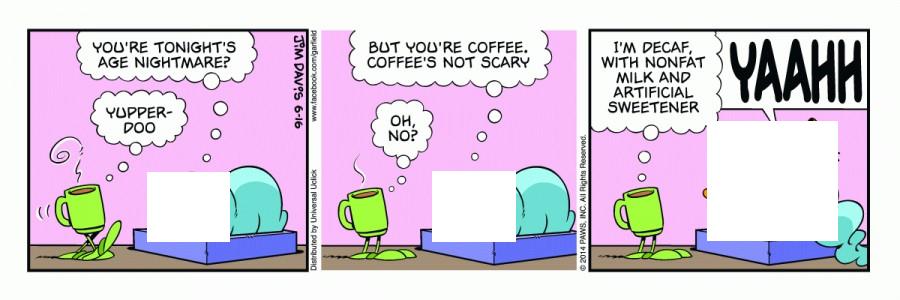 YOU'RE TONIGHT'S
AGE NIGHTMARE?
YUPPER-
DOO
JIM DAVIS 6-16
www.facebook.com/garfield
Distributed by Universal Uclick
BUT YOU'RE COFFEE.
COFFEE'S NOT SCARY
OH,
NO?
© 2014 PAWS, INC. All Rights Reserved.
I'M DECAF,
WITH NONFAT
MILK AND
ARTIFICIAL
SWEETENER
YAAHH